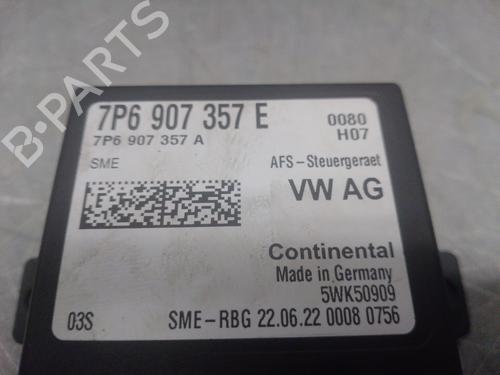 B-PARTS
7P6 907 357 E
0080
7P6 907 357 A
H07
SME
AFS-Steuergeraet
VW AG
Continental
Made in Germany
5WK50909
03S
SME-RBG 22.06.22 0008 0756